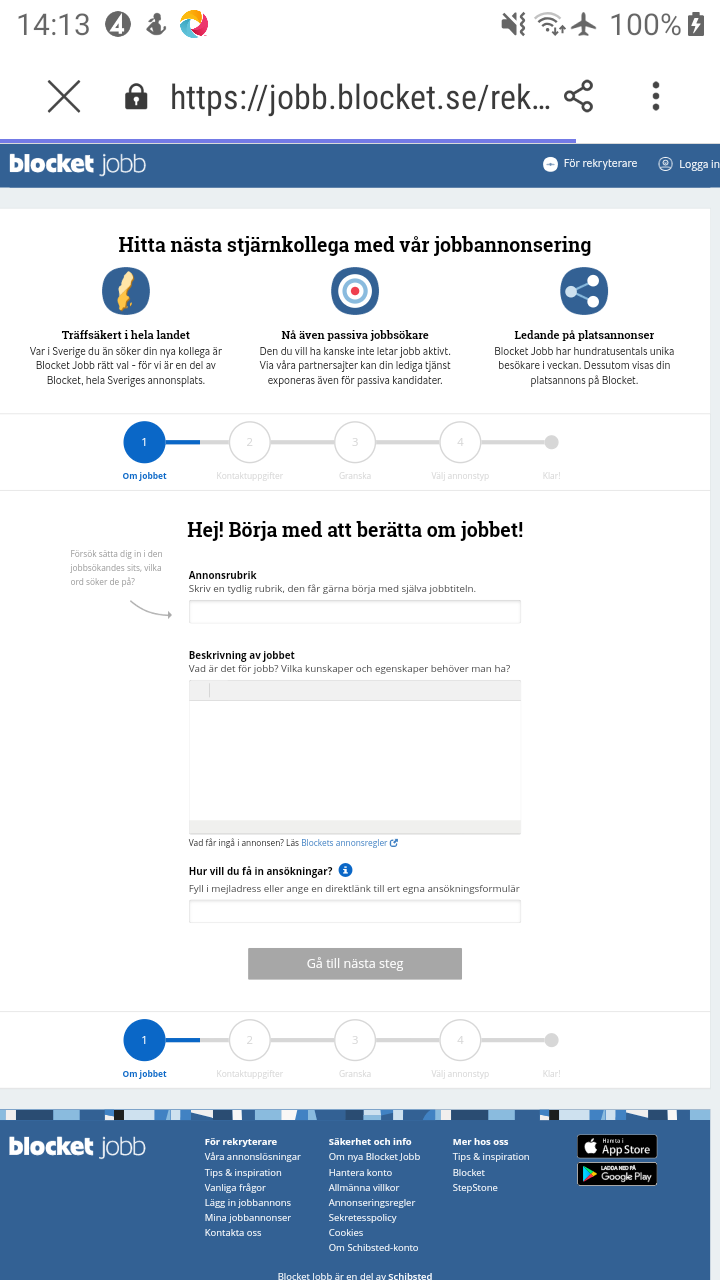 14:13
100%
https://jobb.blocket.se/rek...
blocket jobb
För rekryterare
Logga in
Hitta nästa stjärnkollega med vår jobbannonsering
Träffsäkert i hela landet
Var i Sverige du än söker din nya kollega är
Blocket Jobb rätt val - för vi är en del av
Blocket, hela Sveriges annonsplats.
Nå även passiva jobbsökare
Den du vill ha kanske inte letar jobb aktivt.
Via våra partnersajter kan din lediga tjänst
exponeras även för passiva kandidater.
Ledande på platsannonser
Blocket Jobb har hundratusentals unika
besökare i veckan. Dessutom visas din
platsannons på Blocket.
1
2
3
4
Om jobbet
Kontaktuppgifter
Granska
Välj annonstyp
Klar!
Hej! Börja med att berätta om jobbet!
Försök sätta dig in i den
jobbsökandes sits, vilka
ord söker de på?
Annonsrubrik
Skriv en tydlig rubrik, den får gärna börja med själva jobbtiteln.
Beskrivning av jobbet
Vad är det för jobb? Vilka kunskaper och egenskaper behöver man ha?
Vad får ingå i annonsen? Läs Blockets annonsregler
Hur vill du få in ansökningar?
Fyll i mejladress eller ange en direktlänk till ert egna ansökningsformulär
Gå till nästa steg
1
2
3
4
Om jobbet
Kontaktuppgifter
Granska
Välj annonstyp
Klar!
blocket jobb
För rekryterare
Våra annonslösningar
Tips & inspiration
Vanliga frågor
Lägg in jobbannons
Mina jobbannonser
Kontakta oss
Säkerhet och info
Om nya Blocket Jobb
Hantera konto
Allmänna villkor
Annonseringsregler
Sekretesspolicy
Cookies
Om Schibsted-konto
Mer hos oss
Tips & inspiration
Blocket
StepStone
Hämta i
App Store
LADDA NED PÅ
Google Play
Blocket Jobb är en del av Schibsted